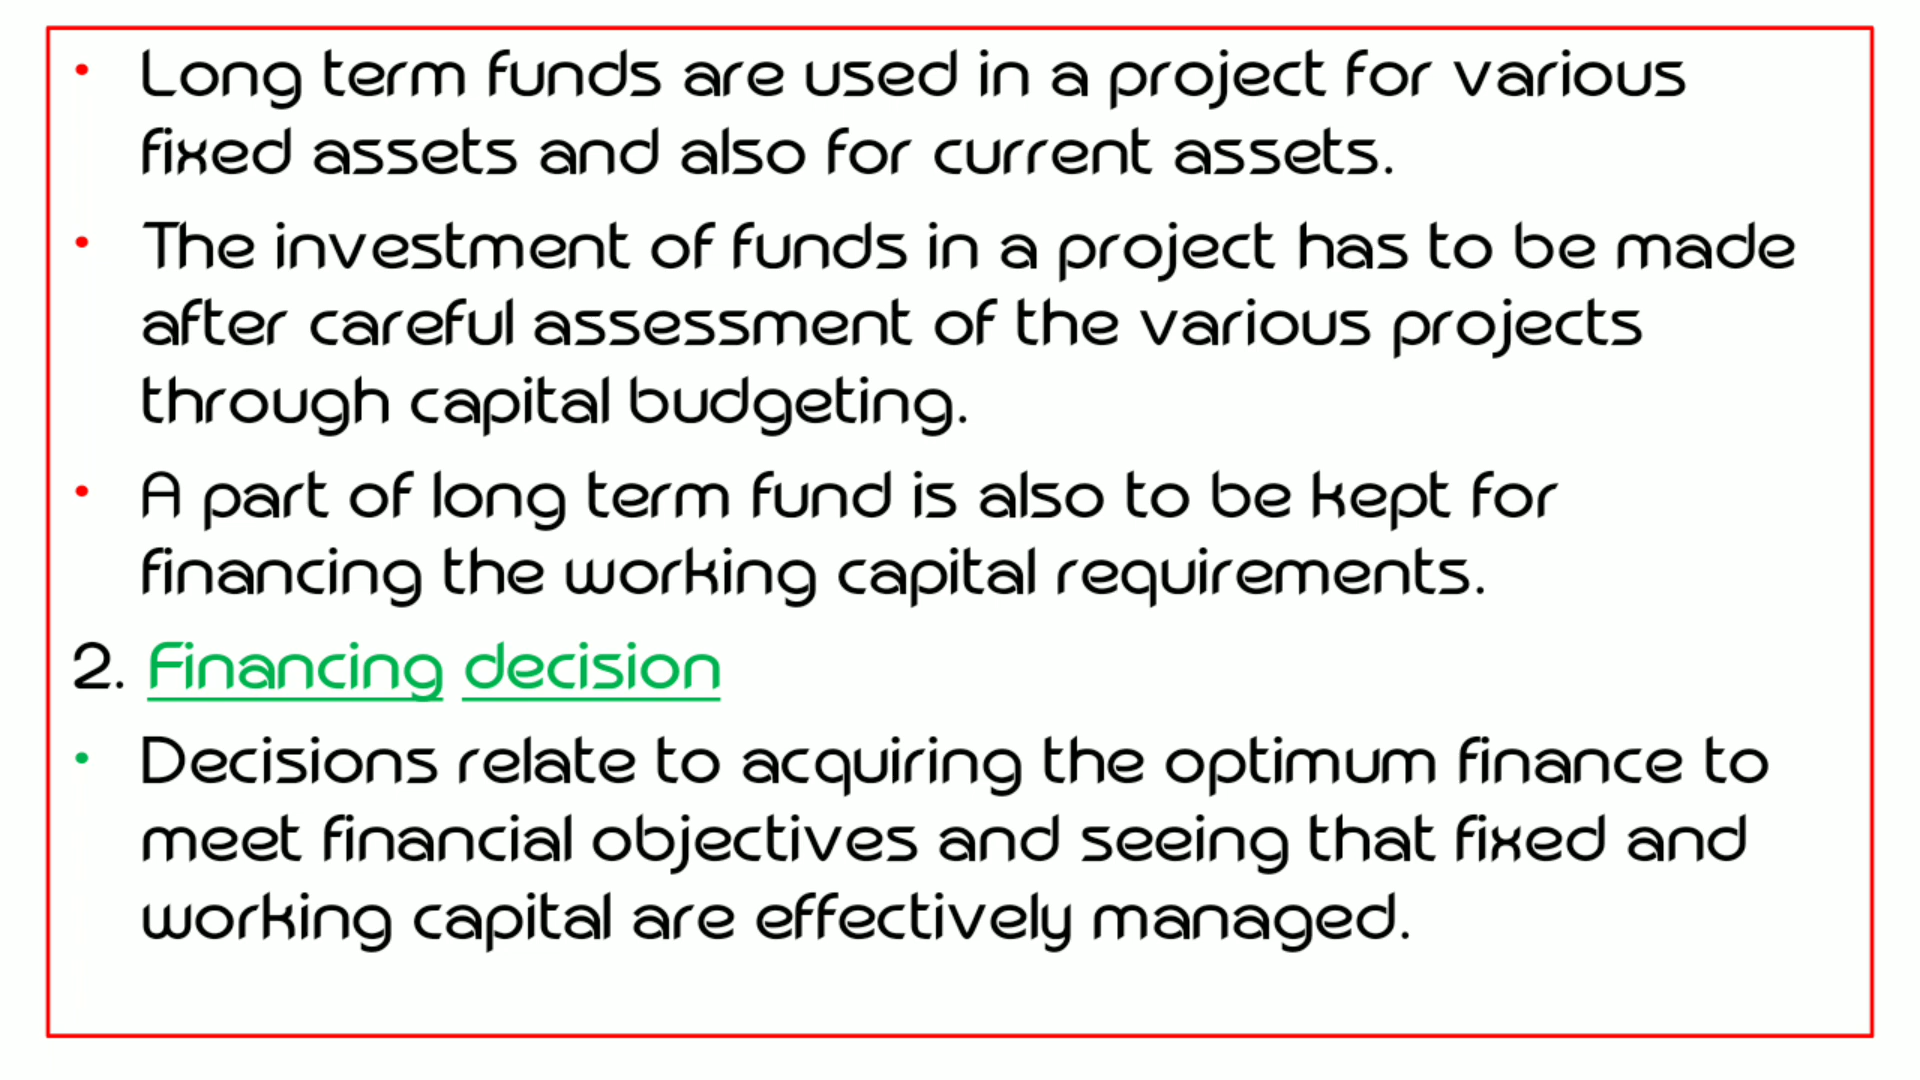 • Long term funds are used in a project for various
fixed assets and also for current assets.
• The investment of funds in a project has to be made
after careful assessment of the various projects
through capital budgeting.
• A part of long term fund is also to be kept for
financing the working capital requirements.
2. Financing decision
• Decisions relate to acquiring the optimum finance to
meet financial objectives and seeing that fixed and
working capital are effectively managed.